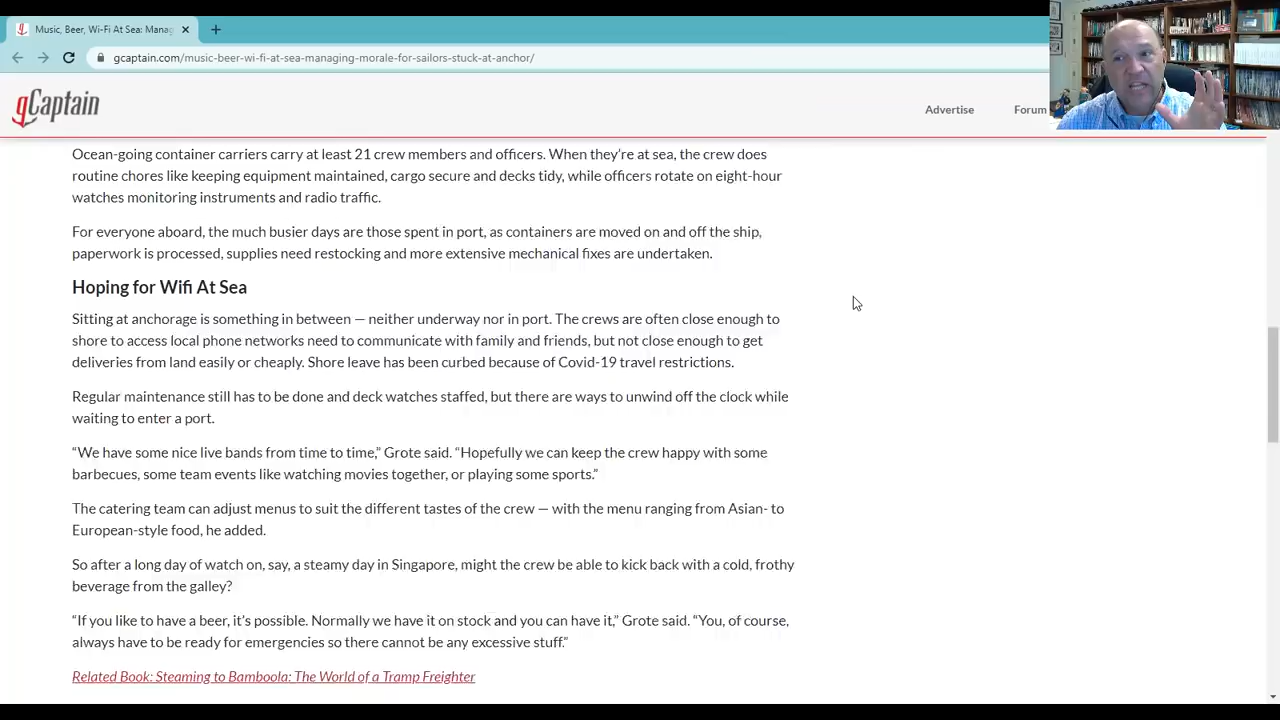 Music, Beer, Wi-Fi At Sea: Manag
gcaptain.com/music-beer-wi-fi-at-sea-managing-morale-for-sailors-stuck-at-anchor/
gCaptain
Advertise
Forum
Ocean-going container carriers carry at least 21 crew members and officers. When they're at sea, the crew does
routine chores like keeping equipment maintained, cargo secure and decks tidy, while officers rotate on eight-hour
watches monitoring instruments and radio traffic.
For everyone aboard, the much busier days are those spent in port, as containers are moved on and off the ship,
paperwork is processed, supplies need restocking and more extensive mechanical fixes are undertaken.
Hoping for Wifi At Sea
Sitting at anchorage is something in between — neither underway nor in port. The crews are often close enough to
shore to access local phone networks need to communicate with family and friends, but not close enough to get
deliveries from land easily or cheaply. Shore leave has been curbed because of Covid-19 travel restrictions.
Regular maintenance still has to be done and deck watches staffed, but there are ways to unwind off the clock while
waiting to enter a port.
“We have some nice live bands from time to time,” Grote said. “Hopefully we can keep the crew happy with some
barbecues, some team events like watching movies together, or playing some sports.”
The catering team can adjust menus to suit the different tastes of the crew — with the menu ranging from Asian- to
European-style food, he added.
So after a long day of watch on, say, a steamy day in Singapore, might the crew be able to kick back with a cold, frothy
beverage from the galley?
“If you like to have a beer, it's possible. Normally we have it on stock and you can have it,” Grote said. “You, of course,
always have to be ready for emergencies so there cannot be any excessive stuff.”
Related Book: Steaming to Bamboola: The World of a Tramp Freighter